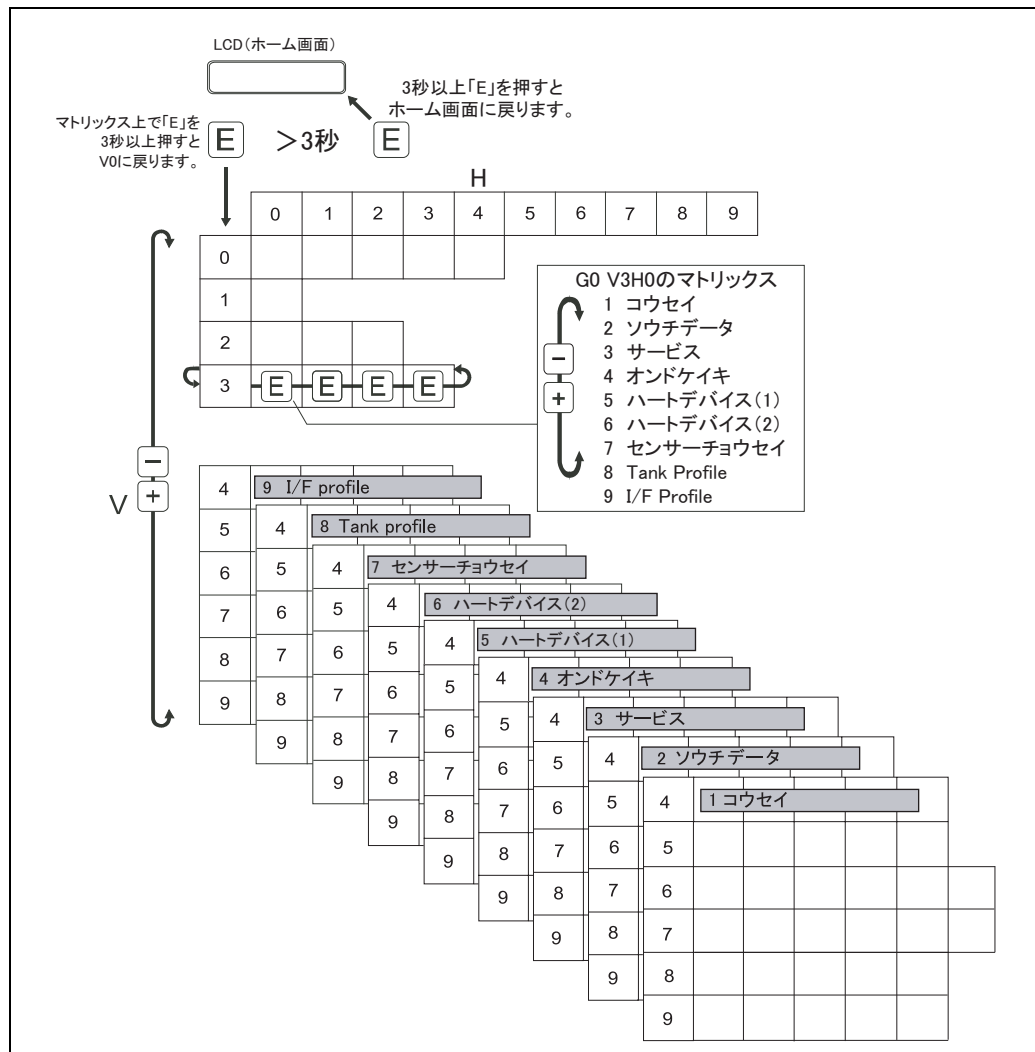 LCD（ホーム画面）
3秒以上「E」を押すと
ホーム画面に戻ります。
マトリックス上で「E」を
3秒以上押すと
V0に戻ります。
E ＞3秒 E
H
0 1 2 3 4 5 6 7 8 9
0
1
2
3 E E E E
G0 V3H0のマトリックス
1 コウセイ
2 ソウチデータ
3 サービス
4 オンドケイキ
5 ハートデバイス（1）
6 ハートデバイス（2）
7 センサーチョウセイ
8 Tank Profile
9 I/F Profile
−
+
V
−
+
4 9 I/F profile
5
6
7
8
9
4 8 Tank profile
5
6
7
8
9
4 7 センサーチョウセイ
5
6
7
8
9
4 6 ハートデバイス（2）
5
6
7
8
9
4 5 ハートデバイス（1）
5
6
7
8
9
4 4 オンドケイキ
5
6
7
8
9
4 3 サービス
5
6
7
8
9
4 2 ソウチデータ
5
6
7
8
9
4 1 コウセイ
5
6
7
8
9